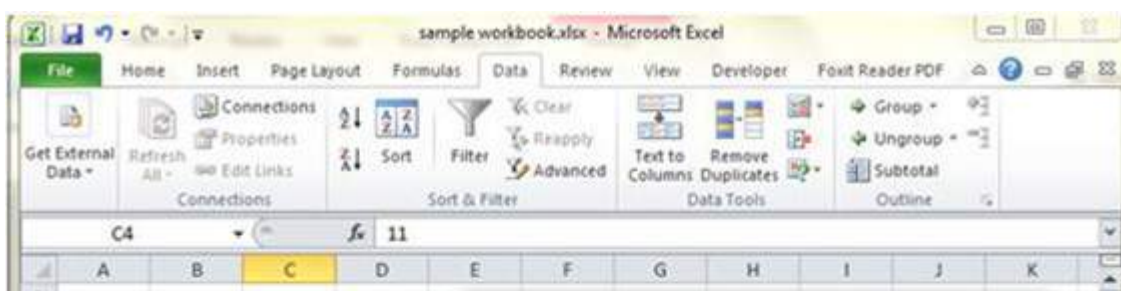 sample workbook.xlsx - Microsoft Excel
File Home Insert Page Layout Formulas Data Review View Developer Foxit Reader PDF
Get External Data
Refresh All
Connections
Properties
Edit Links
Connections
Sort
Filter
Clear
Reapply
Advanced
Sort & Filter
Text to Columns
Remove Duplicates
Data Tools
Group
Ungroup
Subtotal
Outline
C4 fx 11
A B C D E F G H I J K